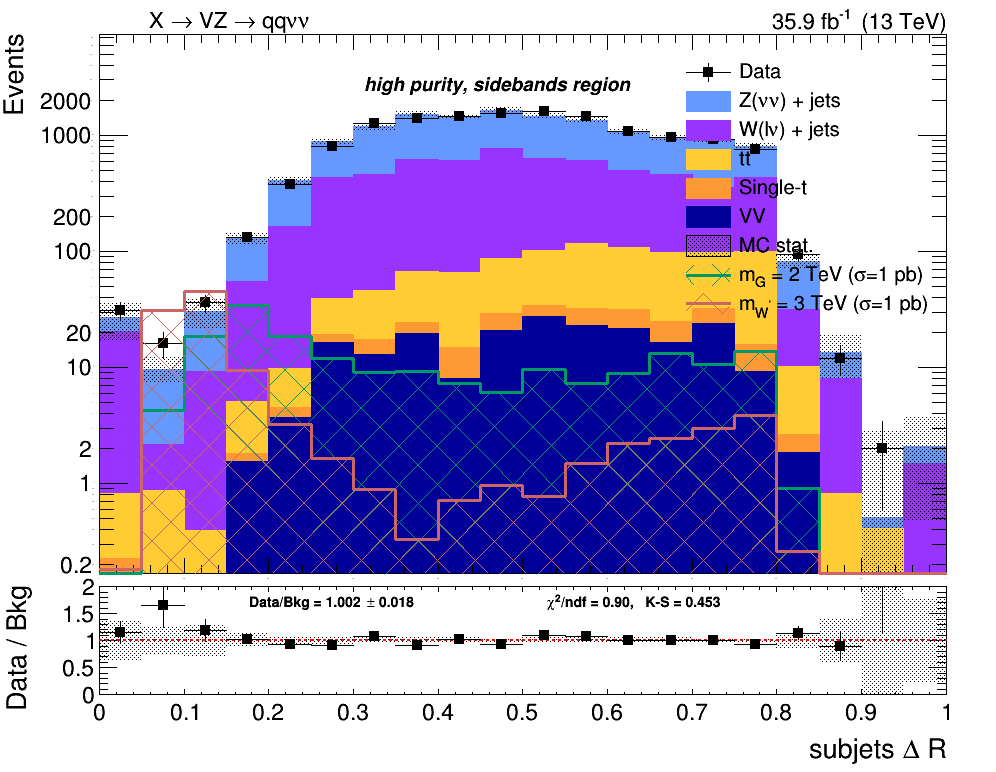 X → VZ → qqνν 35.9 fb⁻¹ (13 TeV)
Events
high purity, sidebands region
Data
Z(νν) + jets
W(lν) + jets
tt
Single-t
VV
MC stat.
m_G = 2 TeV (σ=1 pb)
m_W' = 3 TeV (σ=1 pb)
2000
1000
200
100
20
10
2
1
0.2
Data / Bkg
Data/Bkg = 1.002 ± 0.018 χ²/ndf = 0.90, K-S = 0.453
2
1.5
1
0.5
0
0 0.1 0.2 0.3 0.4 0.5 0.6 0.7 0.8 0.9 1
subjets Δ R